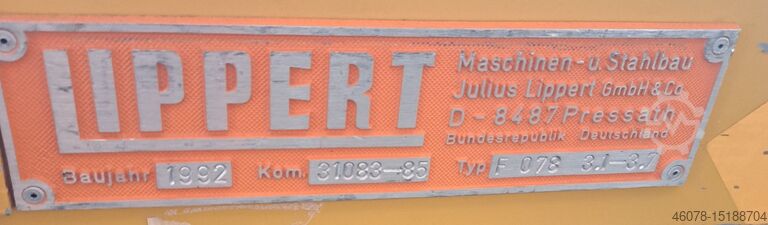 LIPPERT
Maschinen- u. Stahlbau
Julius Lippert GmbH & Co
D - 8487 Pressath
Bundesrepublik Deutschland
Baujahr 1992 Kom. 31083-85 Typ F 078 3.1-3.7
46078-15188704